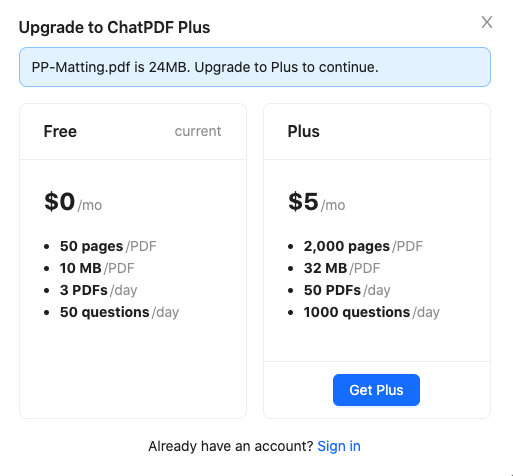 Upgrade to ChatPDF Plus
X
PP-Matting.pdf is 24MB. Upgrade to Plus to continue.
Free current
$0/mo
• 50 pages/PDF
• 10 MB/PDF
• 3 PDFs/day
• 50 questions/day
Plus
$5/mo
• 2,000 pages/PDF
• 32 MB/PDF
• 50 PDFs/day
• 1000 questions/day
Get Plus
Already have an account? Sign in